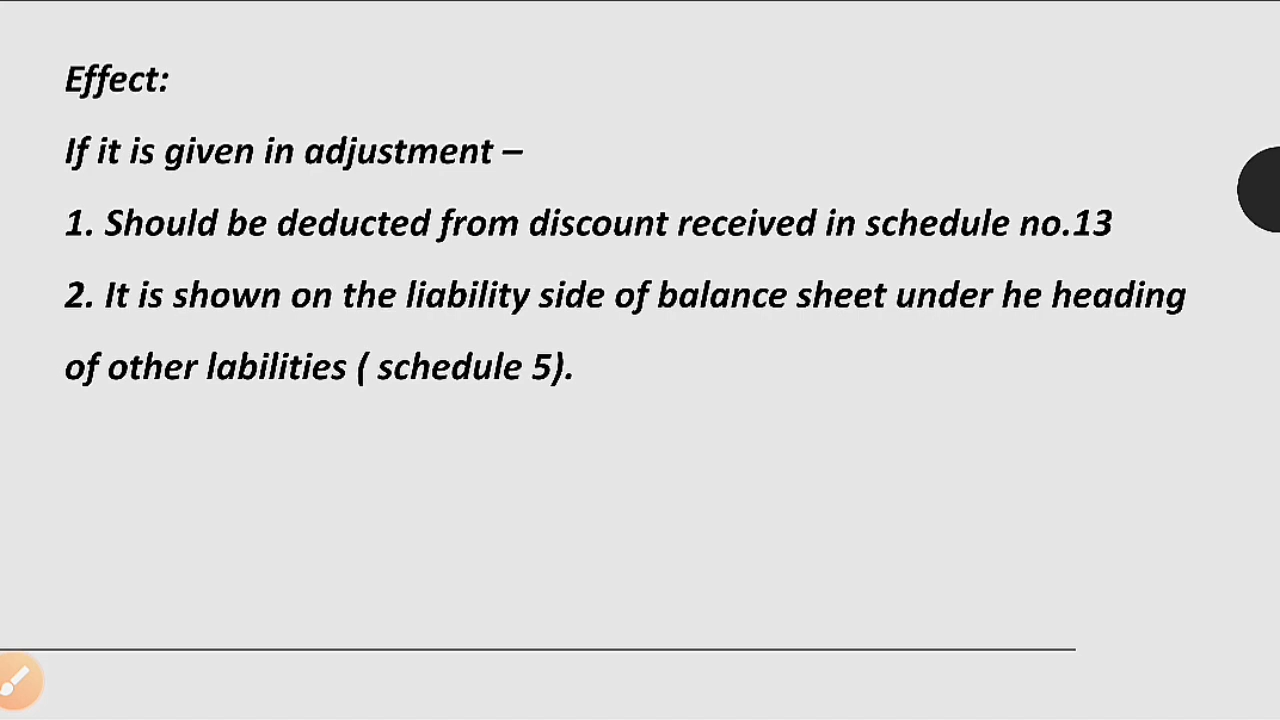 Effect:
If it is given in adjustment –
1. Should be deducted from discount received in schedule no.13
2. It is shown on the liability side of balance sheet under he heading
of other labilities ( schedule 5).